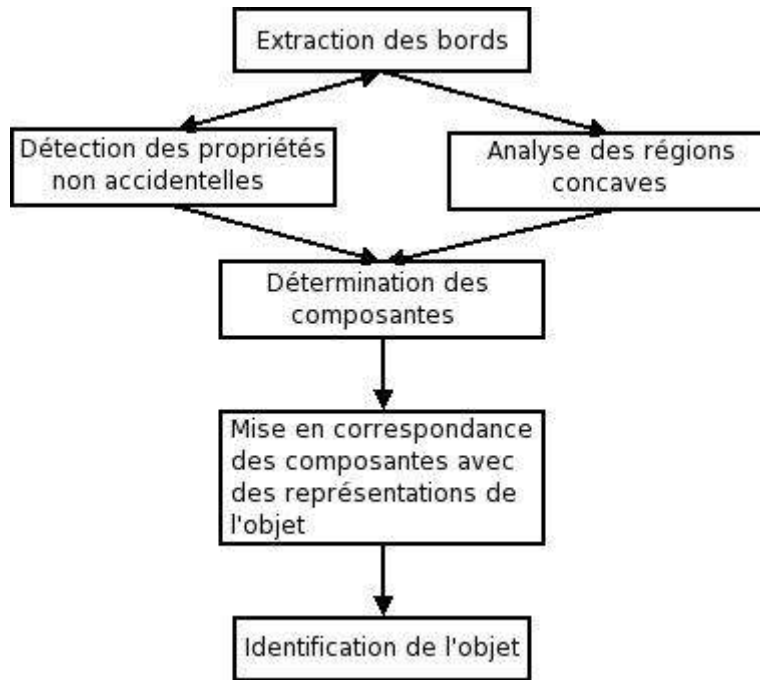 Extraction des bords
Détection des propriétés
non accidentelles
Analyse des régions
concaves
Détermination des
composantes
Mise en correspondance
des composantes avec
des représentations de
l'objet
Identification de l'objet